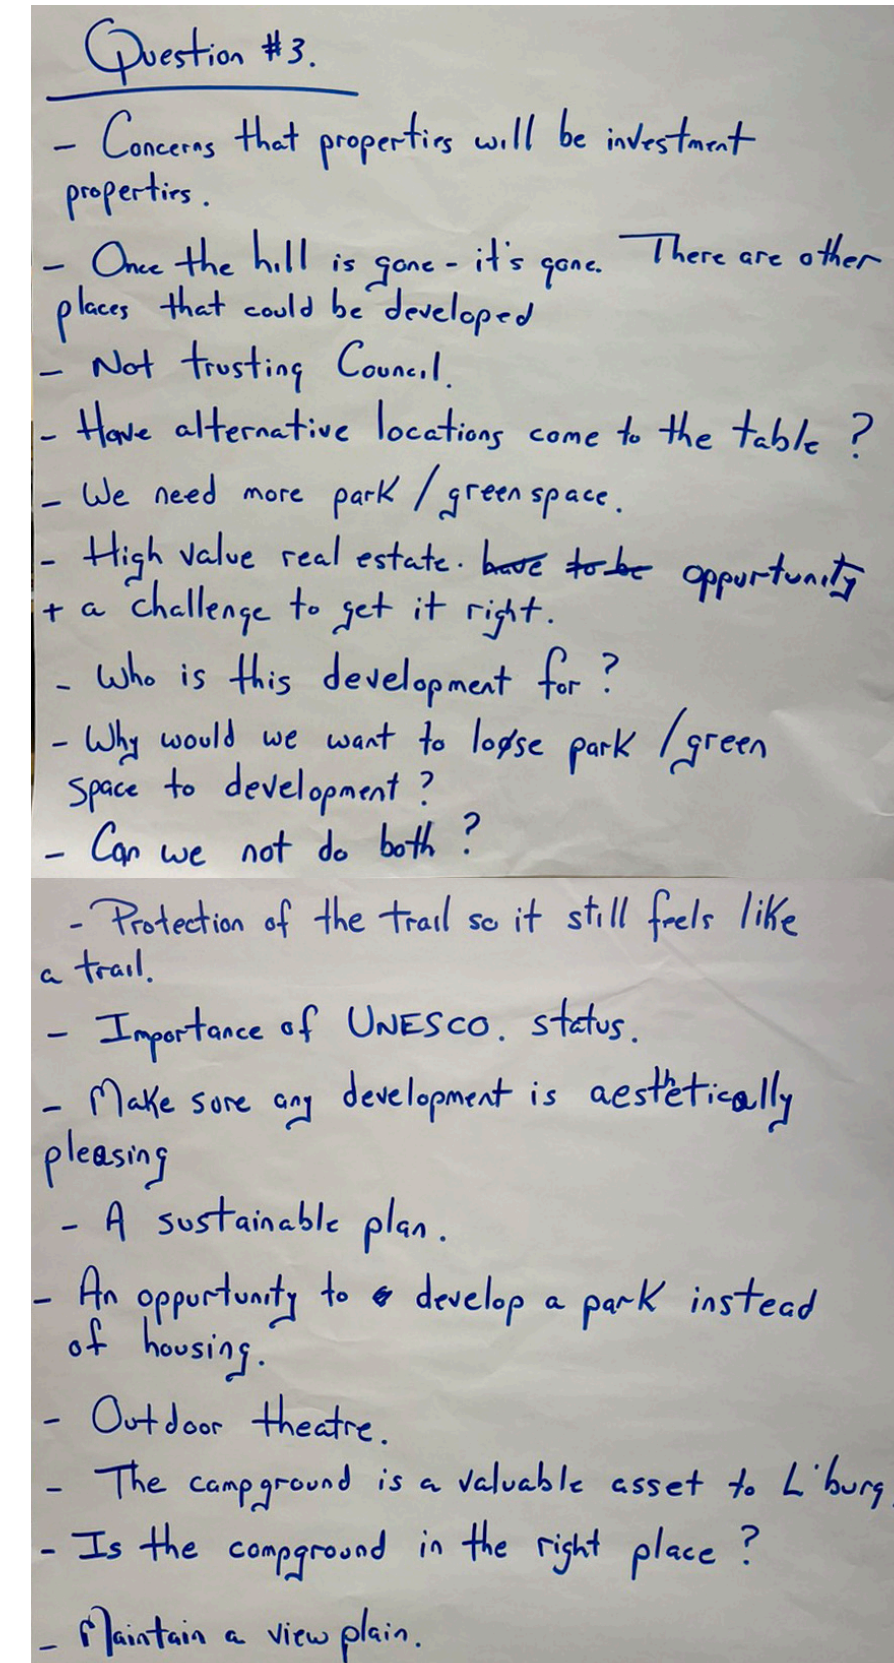 Question #3.
- Concerns that properties will be investment
properties.
- Once the hill is gone - it's gone. There are other
places that could be developed
- Not trusting Council.
- Have alternative locations come to the table ?
- We need more park / green space.
- High value real estate. have to be oppurtunity
+ a challenge to get it right.
- Who is this development for ?
- Why would we want to loose park / green
space to development ?
- Can we not do both ?
- Protection of the trail so it still feels like
a trail.
- Importance of UNESCO. status.
- Make sure any development is aesthetically
pleasing
- A sustainable plan.
- An oppurtunity to develop a park instead
of housing.
- Outdoor theatre.
- The campground is a valuable asset to L'burg.
- Is the compground in the right place ?
- Maintain a view plain.